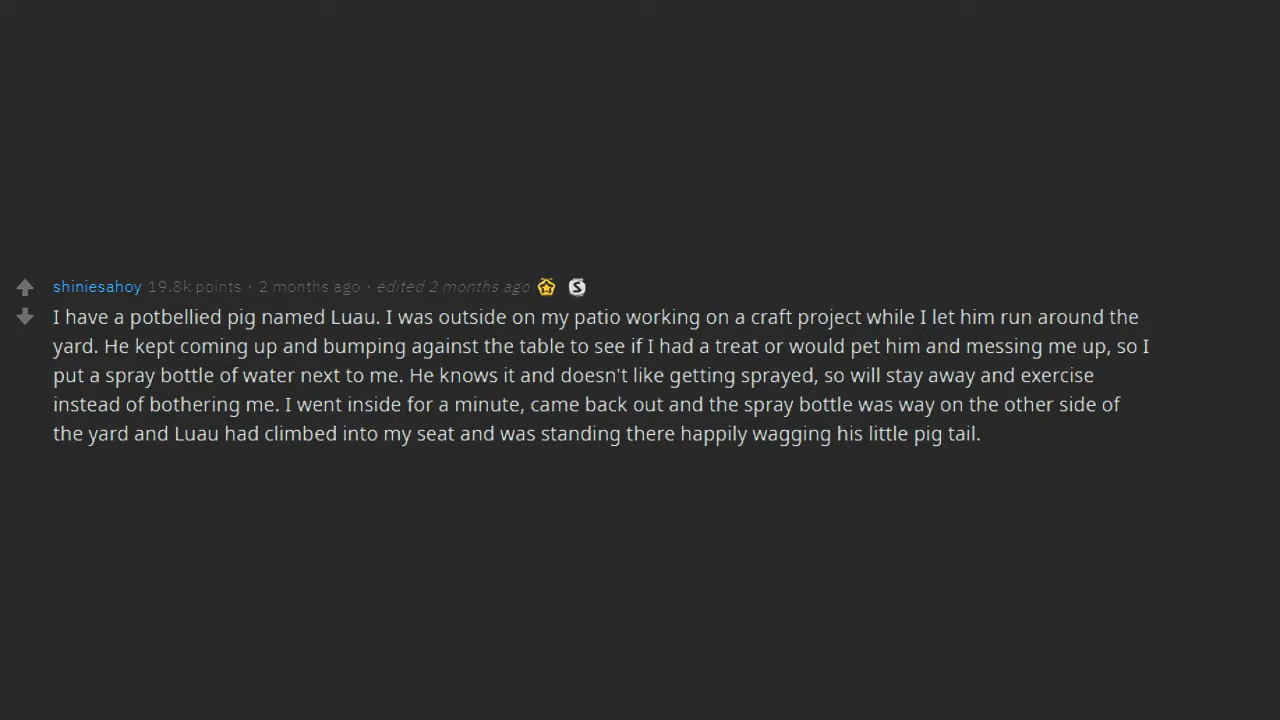 shiniesahoy 19.8k points · 2 months ago · edited 2 months ago
I have a potbellied pig named Luau. I was outside on my patio working on a craft project while I let him run around the
yard. He kept coming up and bumping against the table to see if I had a treat or would pet him and messing me up, so I
put a spray bottle of water next to me. He knows it and doesn't like getting sprayed, so will stay away and exercise
instead of bothering me. I went inside for a minute, came back out and the spray bottle was way on the other side of
the yard and Luau had climbed into my seat and was standing there happily wagging his little pig tail.